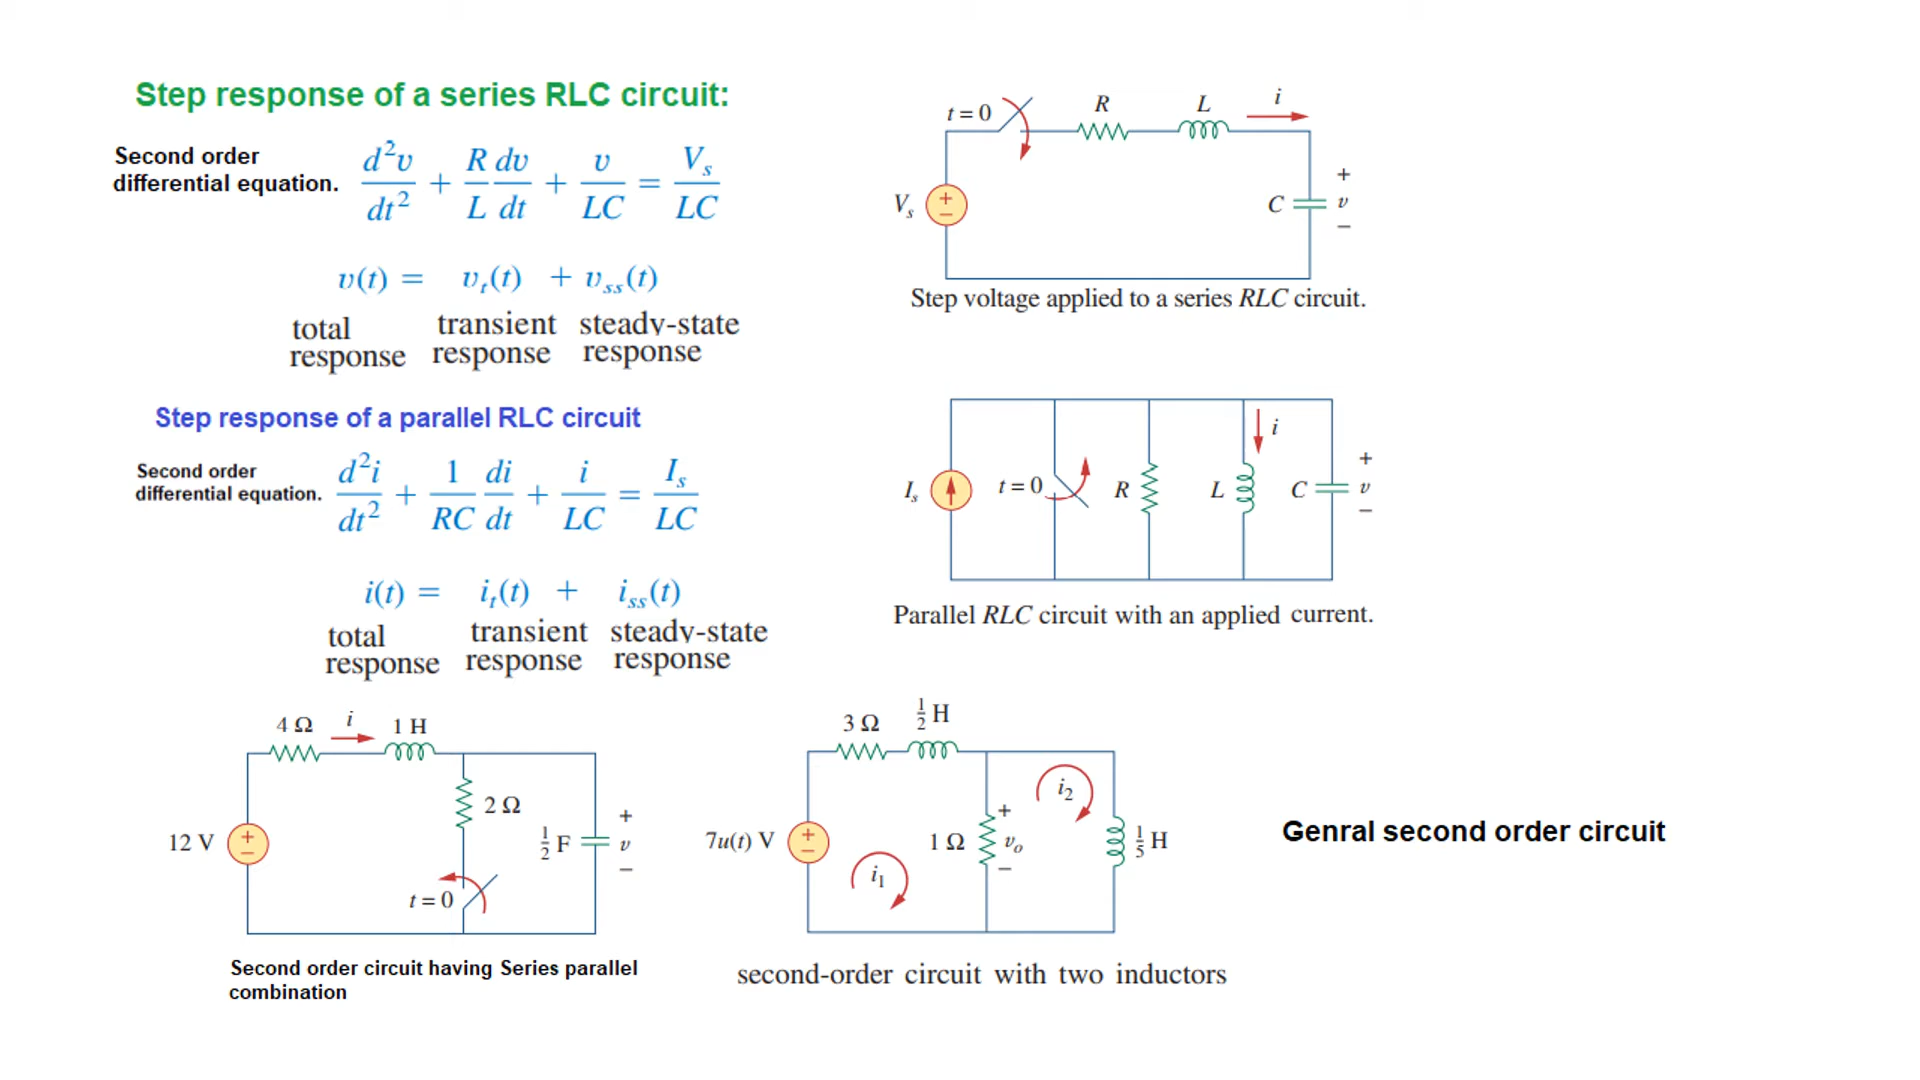 Step response of a series RLC circuit:
Second order
differential equation.
d²v/dt² + R/L dv/dt + v/LC = Vs/LC
v(t) = vt(t) + vss(t)
total transient steady-state
response response response
t = 0 R L i
Vs + − C + v −
Step voltage applied to a series RLC circuit.
Step response of a parallel RLC circuit
Second order
differential equation.
d²i/dt² + 1/RC di/dt + i/LC = Is/LC
i(t) = it(t) + iss(t)
total transient steady-state
response response response
Is t = 0 R L i C + v −
Parallel RLC circuit with an applied current.
4 Ω i 1 H
2 Ω
12 V + − 1/2 F + v −
t = 0
Second order circuit having Series parallel
combination
3 Ω 1/2 H
i2
7u(t) V + − 1 Ω + vo − 1/5 H
i1
second-order circuit with two inductors
Genral second order circuit